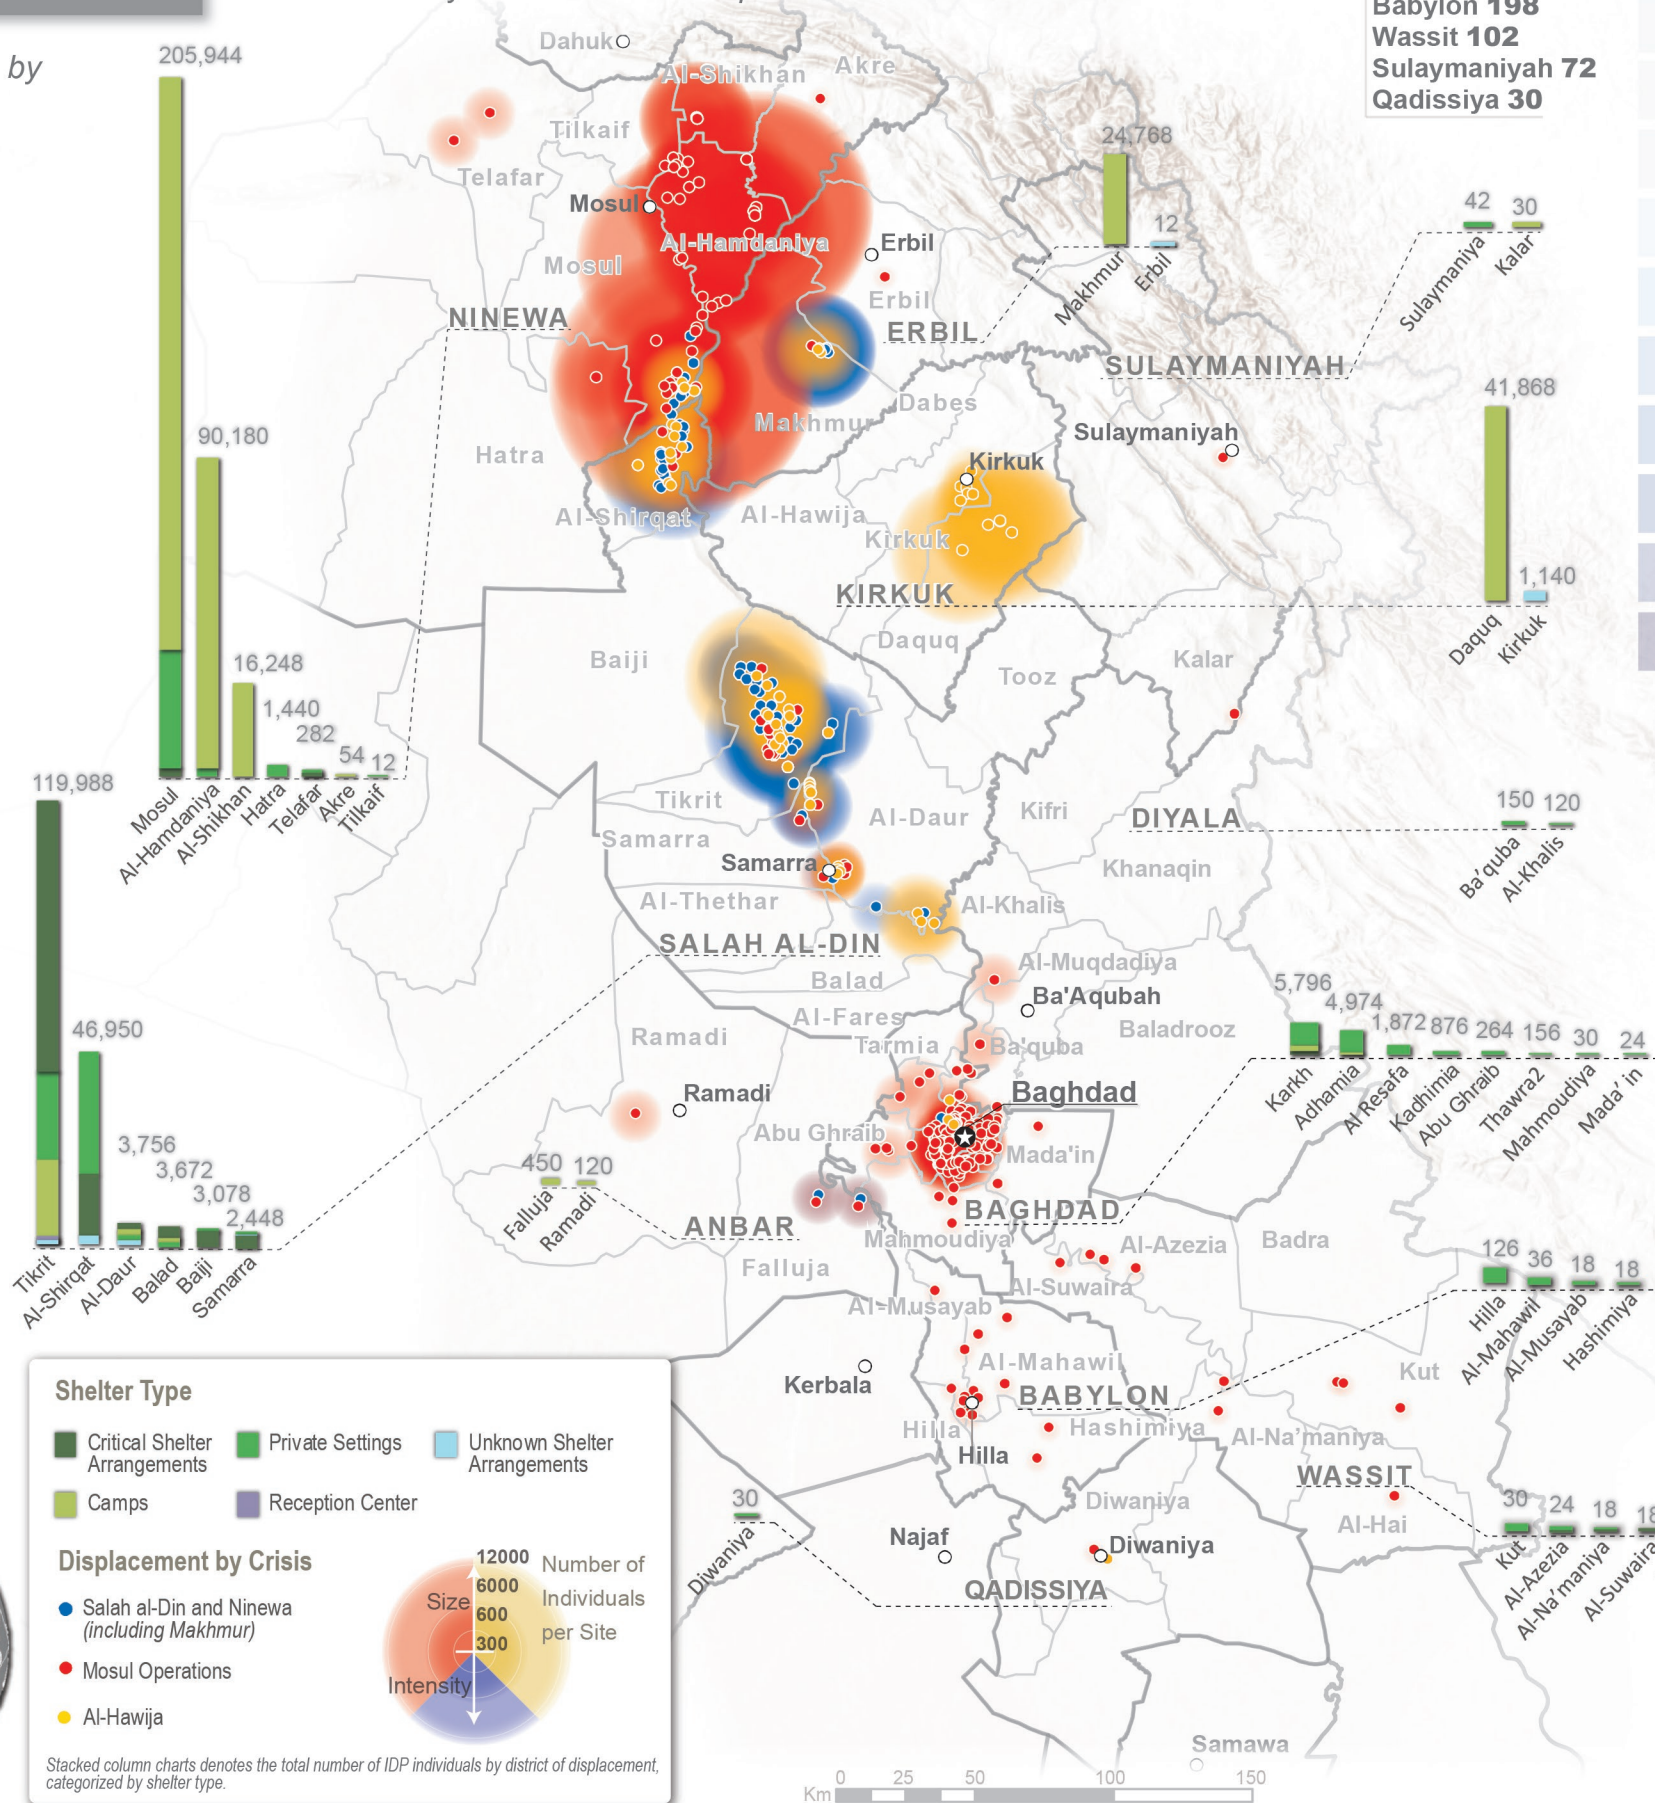 by
Babylon 198
Wassit 102
Sulaymaniyah 72
Qadissiya 30
205,944
90,180
16,248
1,440
282
54
12
Mosul
Al-Hamdaniya
Al-Shikhan
Hatra
Telafar
Akre
Tilkaif
119,988
46,950
3,756
3,672
3,078
2,448
Tikrit
Al-Shirqat
Al-Daur
Balad
Baiji
Samarra
24,768
12
Makhmur
Erbil
42
30
Sulaymaniya
Kalar
41,868
1,140
Daquq
Kirkuk
150
120
Ba'quba
Al-Khalis
5,796
4,974
1,872
876
264
156
30
24
Karkh
Adhamia
Al Resafa
Kadhimia
Abu Ghraib
Thawra2
Mahmoudiya
Mada' in
126
36
18
18
Hilla
Al-Mahawil
Al-Musayab
Hashimiya
30
24
18
18
Kut
Al-Azezia
Al-Na'maniya
Al-Suwaira
450
120
Falluja
Ramadi
30
Diwaniya
Dahuk
Al-Shikhan
Akre
Tilkaif
Telafar
Mosul
Al-Hamdaniya
Erbil
Mosul
Erbil
NINEWA
ERBIL
SULAYMANIYAH
Makhmur
Dabes
Hatra
Sulaymaniyah
Kirkuk
Al-Shirqat
Al-Hawija
Kirkuk
KIRKUK
Daquq
Baiji
Tooz
Kalar
Tikrit
Al-Daur
Kifri
DIYALA
Samarra
Samarra
Khanaqin
Al-Thethar
Al-Khalis
SALAH AL-DIN
Al-Muqdadiya
Balad
Ba'Aqubah
Al-Fares
Baladrooz
Ramadi
Tarmia
Ba'quba
Ramadi
Baghdad
Abu Ghraib
Mada'in
BAGHDAD
ANBAR
Mahmoudiya
Al-Azezia
Badra
Falluja
Al-Suwaira
Al-Musayab
Al-Mahawil
Kut
Kerbala
BABYLON
Hilla
Hashimiya
Al-Na'maniya
Hilla
WASSIT
Diwaniya
Al-Hai
Najaf
Diwaniya
QADISSIYA
Samawa
Shelter Type
Critical Shelter
Arrangements
Private Settings
Unknown Shelter
Arrangements
Camps
Reception Center
Displacement by Crisis
Salah al-Din and Ninewa
(including Makhmur)
Mosul Operations
Al-Hawija
12000
6000
600
300
Size
Intensity
Number of
Individuals
per Site
Stacked column charts denotes the total number of IDP individuals by district of displacement,
categorized by shelter type.
0 25 50 100 150
Km